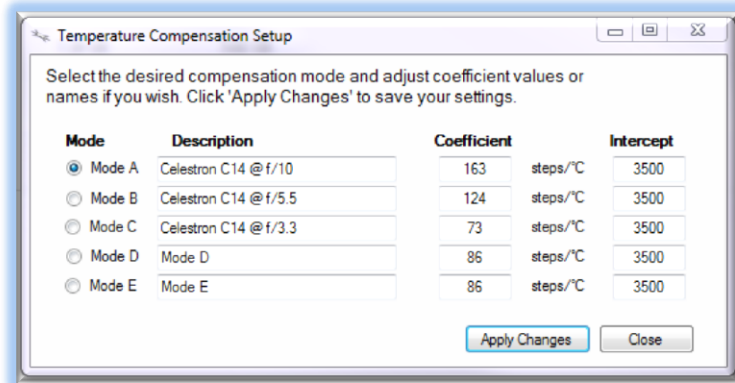 Temperature Compensation Setup
Select the desired compensation mode and adjust coefficient values or
names if you wish. Click 'Apply Changes' to save your settings.
Mode Description Coefficient Intercept
Mode A Celestron C14 @ f/10 163 steps/°C 3500
Mode B Celestron C14 @ f/5.5 124 steps/°C 3500
Mode C Celestron C14 @ f/3.3 73 steps/°C 3500
Mode D Mode D 86 steps/°C 3500
Mode E Mode E 86 steps/°C 3500
Apply Changes Close